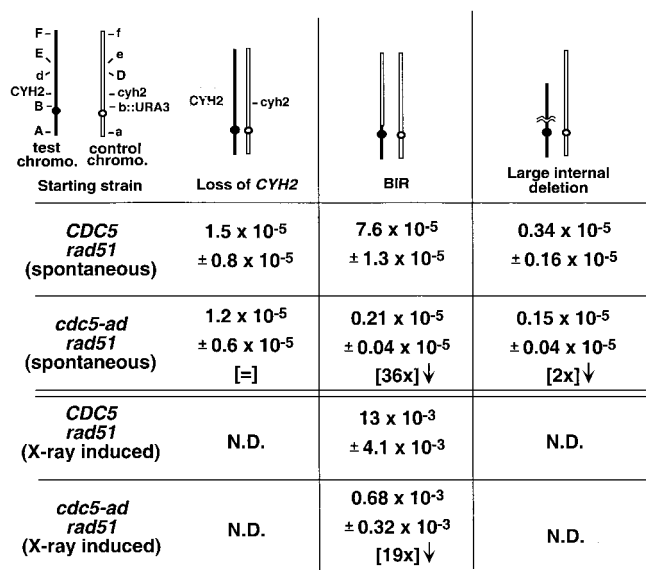 F f
E e
d D
CYH2 cyh2
B b::URA3
A a
test control
chromo. chromo.
Starting strain
CYH2 cyh2
Loss of CYH2
BIR
Large internal
deletion
CDC5
rad51
(spontaneous)
1.5 x 10-5
± 0.8 x 10-5
7.6 x 10-5
± 1.3 x 10-5
0.34 x 10-5
± 0.16 x 10-5
cdc5-ad
rad51
(spontaneous)
1.2 x 10-5
± 0.6 x 10-5
[=]
0.21 x 10-5
± 0.04 x 10-5
[36x] ↓
0.15 x 10-5
± 0.04 x 10-5
[2x] ↓
CDC5
rad51
(X-ray induced)
N.D.
13 x 10-3
± 4.1 x 10-3
N.D.
cdc5-ad
rad51
(X-ray induced)
N.D.
0.68 x 10-3
± 0.32 x 10-3
[19x] ↓
N.D.